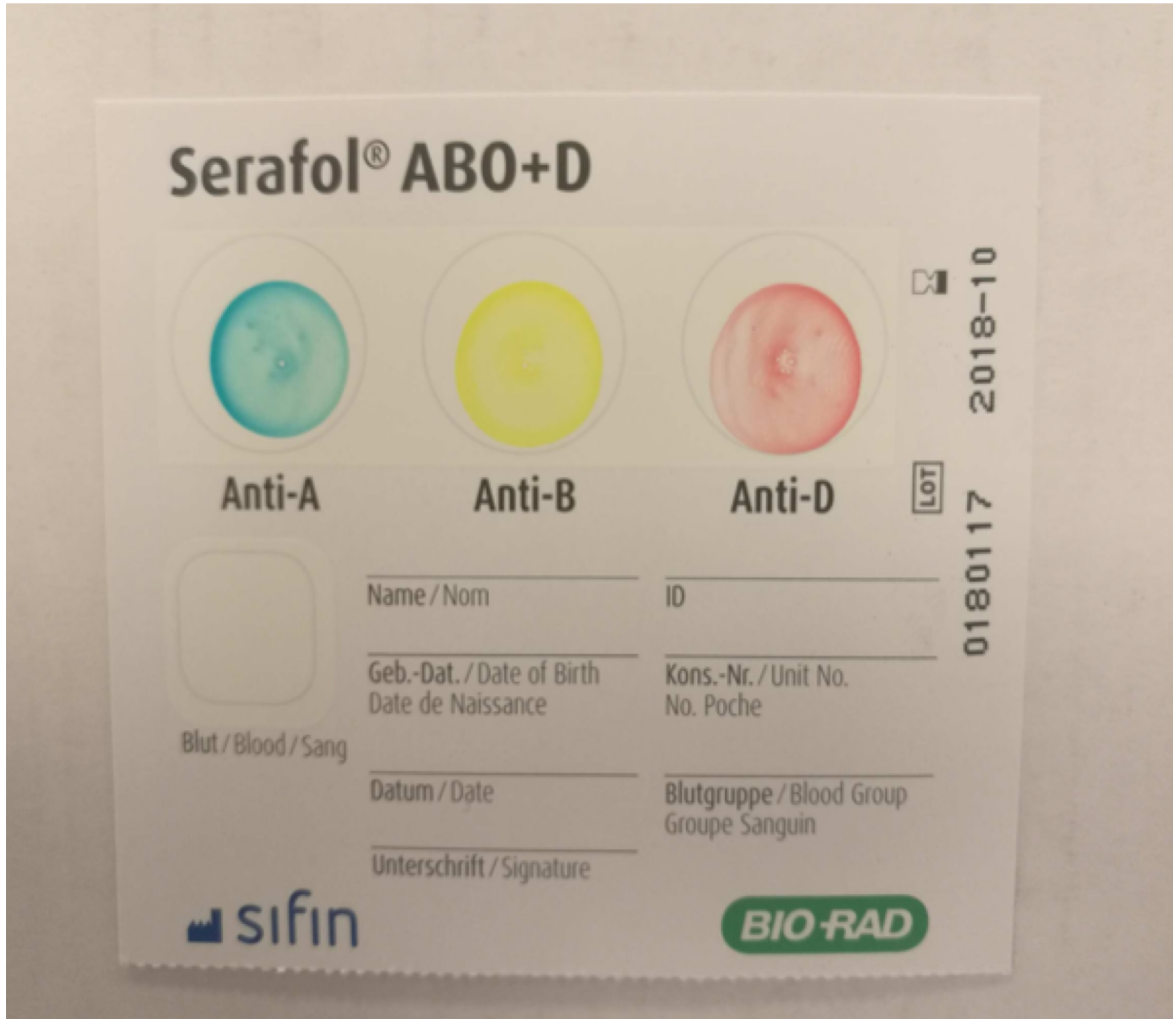 Serafol® ABO+D
2018-10
Anti-A
Anti-B
Anti-D
LOT
0180117
Name / Nom
ID
Geb.-Dat. / Date of Birth
Date de Naissance
Kons.-Nr. / Unit No.
No. Poche
Blut / Blood / Sang
Datum / Date
Blutgruppe / Blood Group
Groupe Sanguin
Unterschrift / Signature
sifin
BIO-RAD